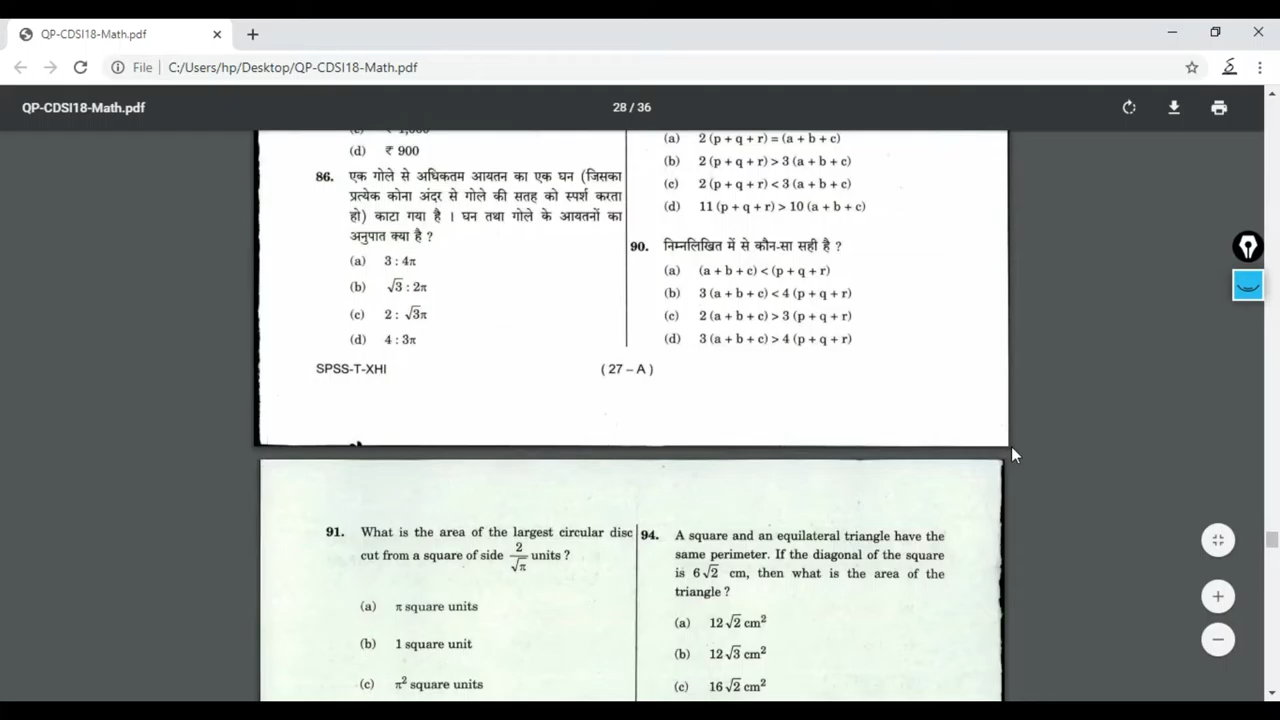 QP-CDSI18-Math.pdf
File
C:/Users/hp/Desktop/QP-CDSI18-Math.pdf
QP-CDSI18-Math.pdf
28 / 36
(d) ₹ 900
86. एक गोले से अधिकतम आयतन का एक घन (जिसका
प्रत्येक कोना अंदर से गोले की सतह को स्पर्श करता
हो) काटा गया है । घन तथा गोले के आयतनों का
अनुपात क्या है ?
(a) 3 : 4π
(b) √3 : 2π
(c) 2 : √3π
(d) 4 : 3π
(a) 2 (p + q + r) = (a + b + c)
(b) 2 (p + q + r) > 3 (a + b + c)
(c) 2 (p + q + r) < 3 (a + b + c)
(d) 11 (p + q + r) > 10 (a + b + c)
90. निम्नलिखित में से कौन-सा सही है ?
(a) (a + b + c) < (p + q + r)
(b) 3 (a + b + c) < 4 (p + q + r)
(c) 2 (a + b + c) > 3 (p + q + r)
(d) 3 (a + b + c) > 4 (p + q + r)
SPSS-T-XHI
( 27 – A )
91. What is the area of the largest circular disc
cut from a square of side 2/√π units ?
(a) π square units
(b) 1 square unit
(c) π² square units
94. A square and an equilateral triangle have the
same perimeter. If the diagonal of the square
is 6√2 cm, then what is the area of the
triangle ?
(a) 12√2 cm²
(b) 12√3 cm²
(c) 16√2 cm²